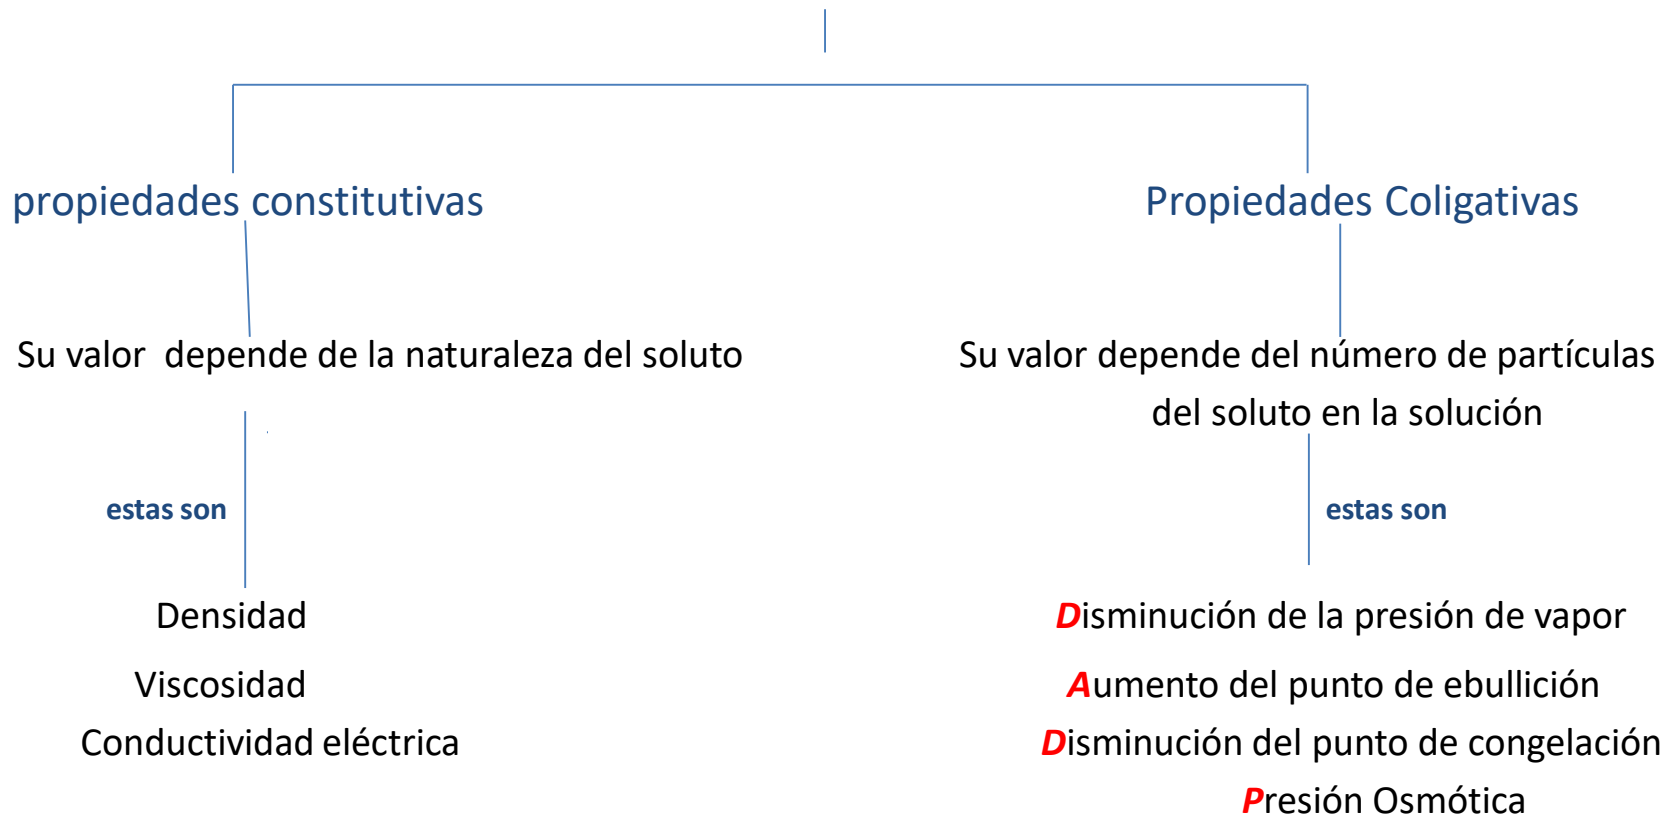 propiedades constitutivas
Su valor depende de la naturaleza del soluto
estas son
Densidad
Viscosidad
Conductividad eléctrica
Propiedades Coligativas
Su valor depende del número de partículas
del soluto en la solución
estas son
Disminución de la presión de vapor
Aumento del punto de ebullición
Disminución del punto de congelación
Presión Osmótica